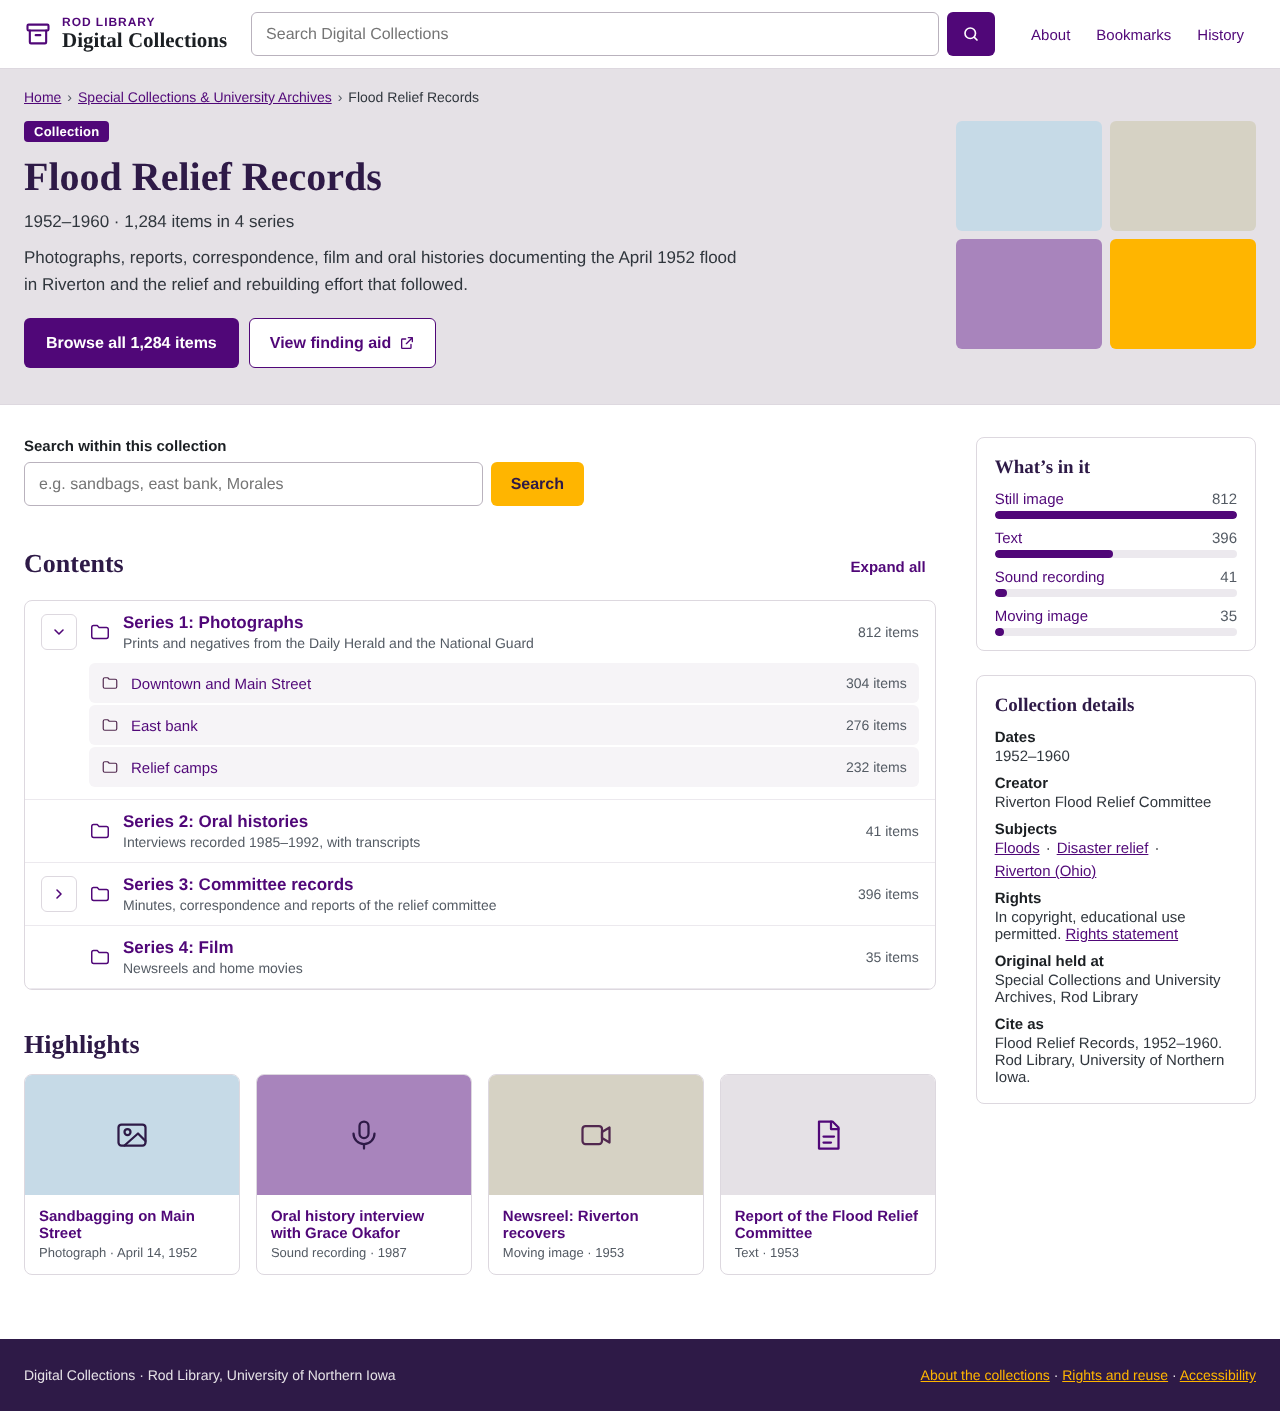 ROD LIBRARY
Digital Collections
Search Digital Collections
About
Bookmarks
History
Home › Special Collections & University Archives › Flood Relief Records
Collection
Flood Relief Records
1952–1960 · 1,284 items in 4 series
Photographs, reports, correspondence, film and oral histories documenting the April 1952 flood
in Riverton and the relief and rebuilding effort that followed.
Browse all 1,284 items
View finding aid
Search within this collection
e.g. sandbags, east bank, Morales
Search
Contents
Expand all
Series 1: Photographs
Prints and negatives from the Daily Herald and the National Guard
812 items
Downtown and Main Street
304 items
East bank
276 items
Relief camps
232 items
Series 2: Oral histories
Interviews recorded 1985–1992, with transcripts
41 items
Series 3: Committee records
Minutes, correspondence and reports of the relief committee
396 items
Series 4: Film
Newsreels and home movies
35 items
Highlights
Sandbagging on Main
Street
Photograph · April 14, 1952
Oral history interview
with Grace Okafor
Sound recording · 1987
Newsreel: Riverton
recovers
Moving image · 1953
Report of the Flood Relief
Committee
Text · 1953
What’s in it
Still image 812
Text 396
Sound recording 41
Moving image 35
Collection details
Dates
1952–1960
Creator
Riverton Flood Relief Committee
Subjects
Floods · Disaster relief ·
Riverton (Ohio)
Rights
In copyright, educational use
permitted. Rights statement
Original held at
Special Collections and University
Archives, Rod Library
Cite as
Flood Relief Records, 1952–1960.
Rod Library, University of Northern
Iowa.
Digital Collections · Rod Library, University of Northern Iowa
About the collections · Rights and reuse · Accessibility